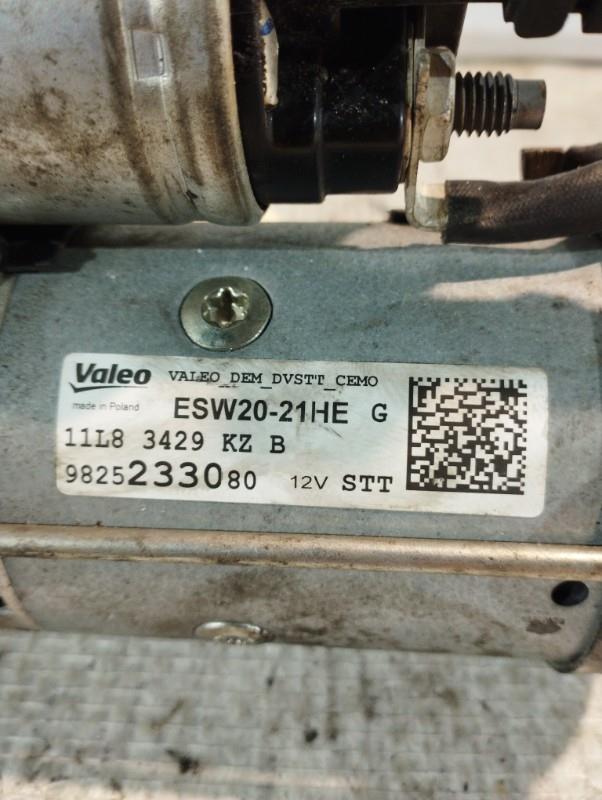 Valeo VALEO_DEM_DVSTT_CEMO
made in Poland ESW20-21HE G
11L8 3429 KZ B
9825233080 12V STT